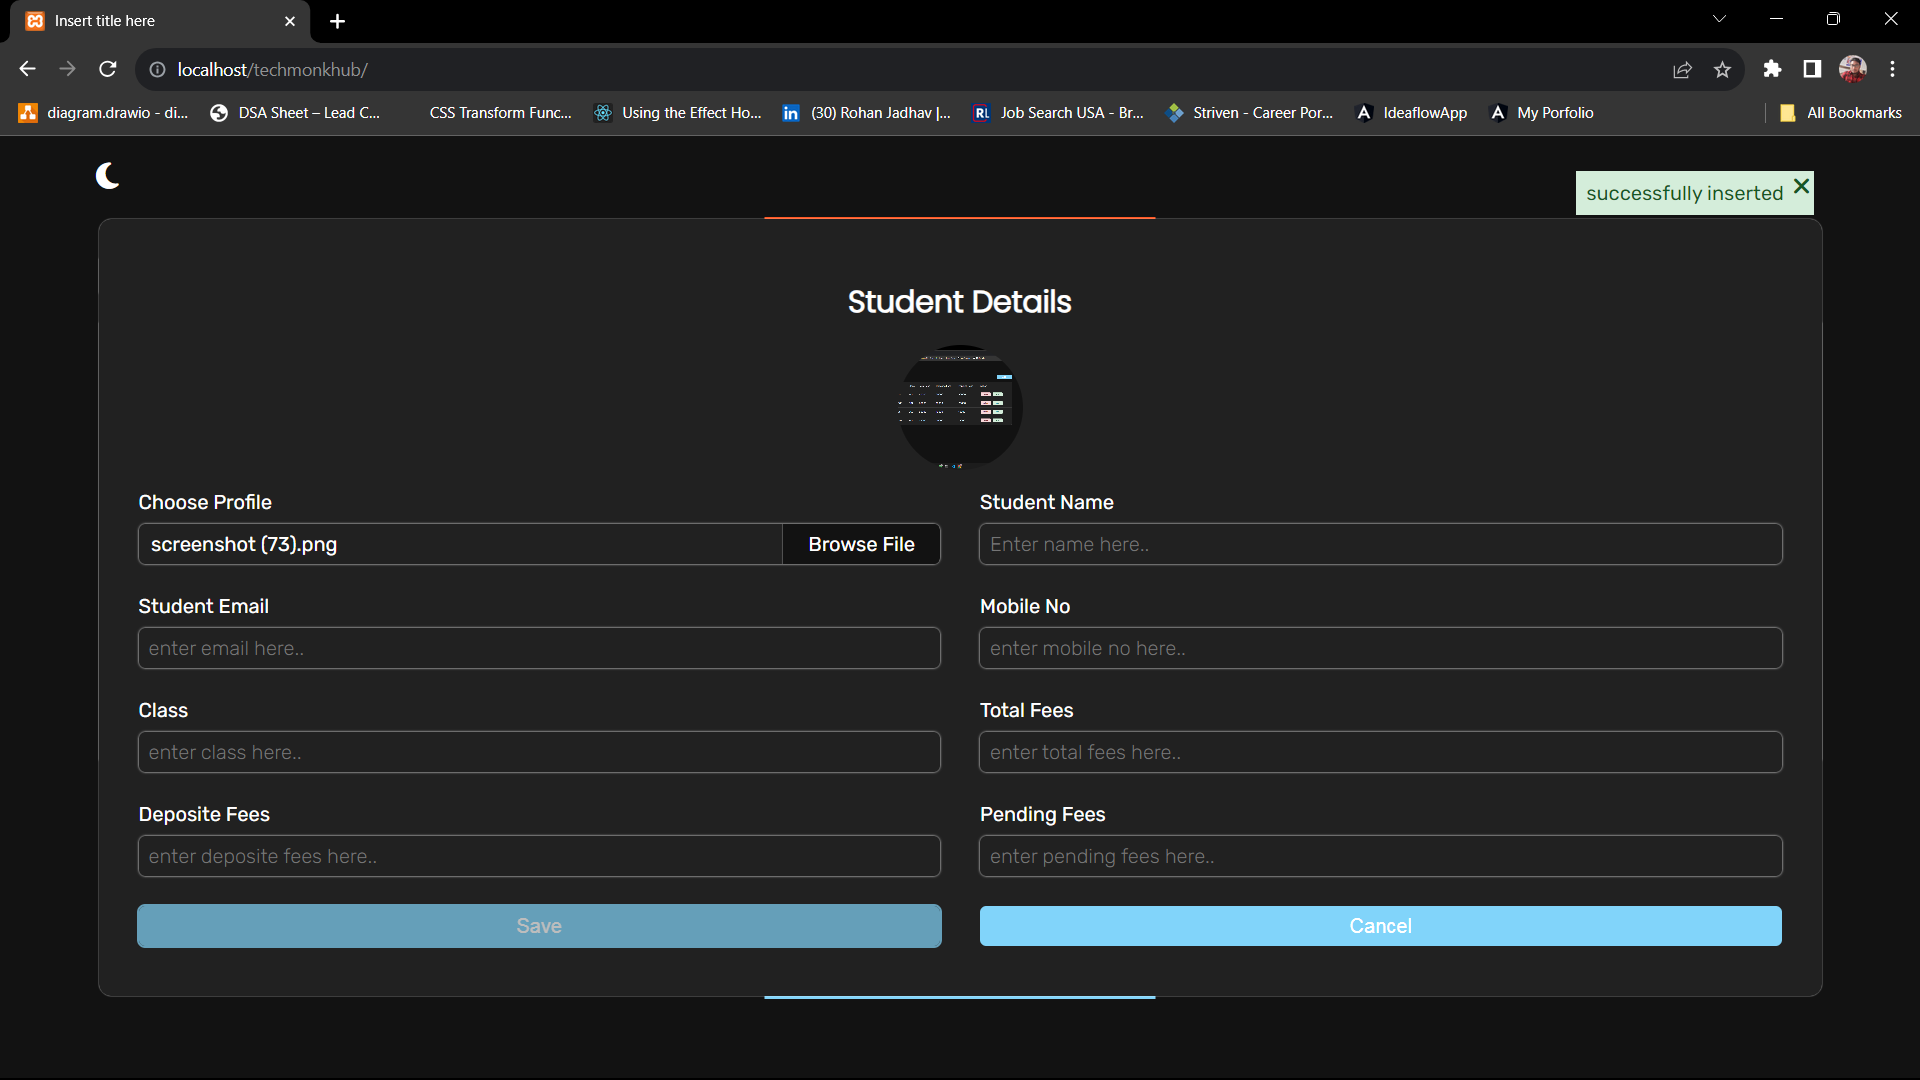 Insert title here
localhost/techmonkhub/
diagram.drawio - di...
DSA Sheet – Lead C...
CSS Transform Func...
Using the Effect Ho...
(30) Rohan Jadhav |...
RL Job Search USA - Br...
Striven - Career Por...
IdeaflowApp
My Porfolio
All Bookmarks
successfully inserted
Student Details
Choose Profile
Student Name
screenshot (73).png
Browse File
Enter name here..
Student Email
Mobile No
enter email here..
enter mobile no here..
Class
Total Fees
enter class here..
enter total fees here..
Deposite Fees
Pending Fees
enter deposite fees here..
enter pending fees here..
Save
Cancel